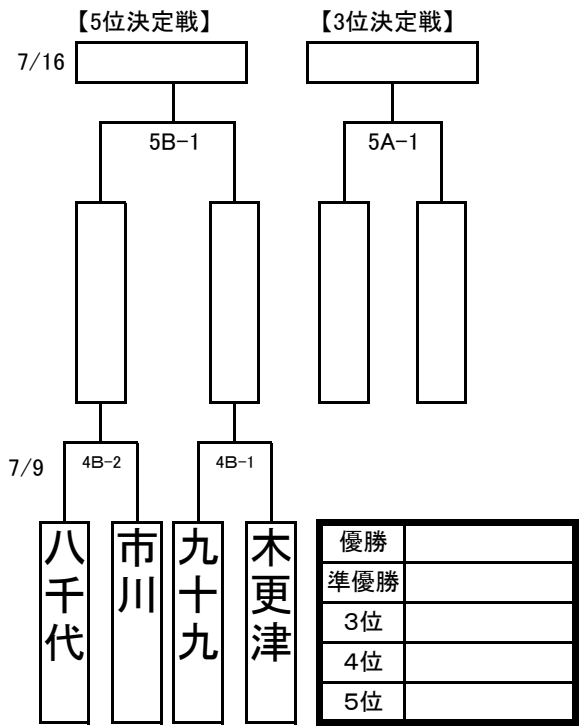 【5位決定戦】
【3位決定戦】
7/16
5B-1
5A-1
7/9
4B-2
4B-1
八千代
市川
九十九
木更津
優勝
準優勝
3位
4位
5位